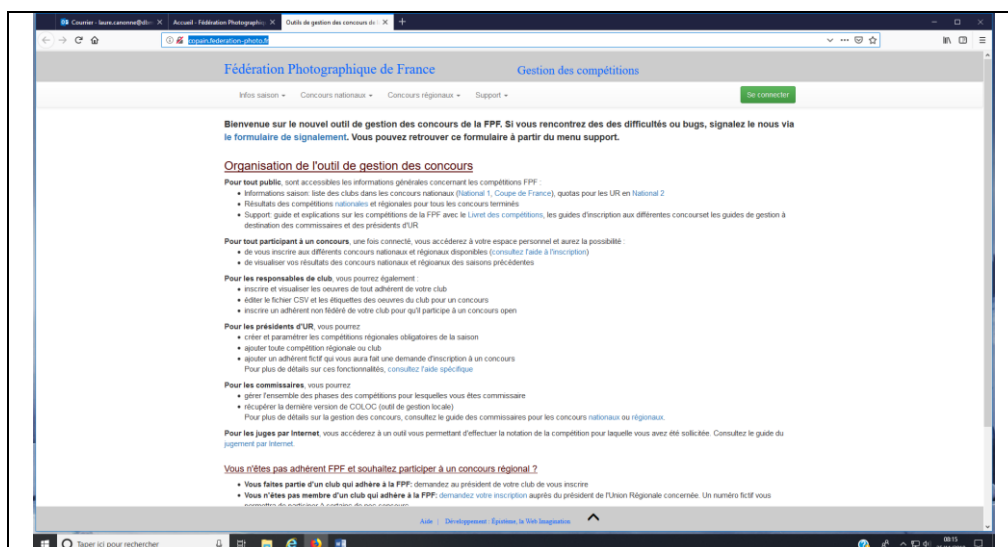 Courrier - laure.canonne@dbm
Accueil - Fédération Photographiq
Outils de gestion des concours de l
copain.federation-photo.fr
Fédération Photographique de France
Gestion des compétitions
Infos saison
Concours nationaux
Concours régionaux
Support
Se connecter
Bienvenue sur le nouvel outil de gestion des concours de la FPF. Si vous rencontrez des des difficultés ou bugs, signalez le nous via
le formulaire de signalement. Vous pouvez retrouver ce formulaire à partir du menu support.
Organisation de l'outil de gestion des concours
Pour tout public, sont accessibles les informations générales concernant les compétitions FPF :
• Informations saison: liste des clubs dans les concours nationaux (National 1, Coupe de France), quotas pour les UR en National 2
• Résultats des compétitions nationales et régionales pour tous les concours terminés
• Support: guide et explications sur les compétitions de la FPF avec le Livret des compétitions, les guides d'inscription aux différentes concourset les guides de gestion à
destination des commissaires et des présidents d'UR
Pour tout participant à un concours, une fois connecté, vous accéderez à votre espace personnel et aurez la possibilité :
• de vous inscrire aux différents concours nationaux et régionaux disponibles (consultez l'aide à l'inscription)
• de visualiser vos résultats des concours nationaux et régioanux des saisons précédentes
Pour les responsables de club, vous pourrez également :
• inscrire et visualiser les oeuvres de tout adhérent de votre club
• éditer le fichier CSV et les étiquettes des oeuvres du club pour un concours
• inscrire un adhérent non fédéré de votre club pour qu'il participe à un concours open
Pour les présidents d'UR, vous pourrez
• créer et paramétrer les compétitions régionales obligatoires de la saison
• ajouter toute compétition régionale ou club
• ajouter un adhérent fictif qui vous aura fait une demande d'inscription à un concours
Pour plus de détails sur ces fonctionnalités, consultez l'aide spécifique
Pour les commissaires, vous pourrez
• gérer l'ensemble des phases des compétitions pour lesquelles vous êtes commissaire
• récupérer la dernière version de COLOC (outil de gestion locale)
Pour plus de détails sur la gestion des concours, consultez le guide des commissaires pour les concours nationaux ou régionaux.
Pour les juges par Internet, vous accéderez à un outil vous permettant d'effectuer la notation de la compétition pour laquelle vous avez été sollicitée. Consultez le guide du
jugement par Internet.
Vous n'êtes pas adhérent FPF et souhaitez participer à un concours régional ?
• Vous faites partie d'un club qui adhère à la FPF: demandez au président de votre club de vous inscrire
• Vous n'êtes pas membre d'un club qui adhère à la FPF: demandez votre inscription auprès du président de l'Union Régionale concernée. Un numéro fictif vous
Aide | Développement : Épistème, la Web Imagination
Taper ici pour rechercher
08:15